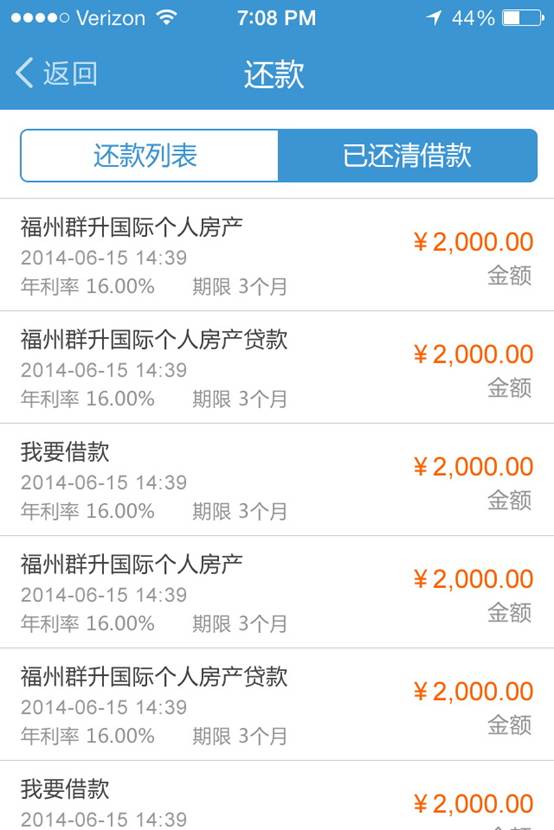 Verizon 7:08 PM 44%
返回 还款
还款列表 已还清借款
福州群升国际个人房产
2014-06-15 14:39
¥2,000.00
年利率 16.00% 期限 3个月
金额
福州群升国际个人房产贷款
2014-06-15 14:39
¥2,000.00
年利率 16.00% 期限 3个月
金额
我要借款
2014-06-15 14:39
¥2,000.00
年利率 16.00% 期限 3个月
金额
福州群升国际个人房产
2014-06-15 14:39
¥2,000.00
年利率 16.00% 期限 3个月
金额
福州群升国际个人房产贷款
2014-06-15 14:39
¥2,000.00
年利率 16.00% 期限 3个月
金额
我要借款
2014-06-15 14:39
¥2,000.00